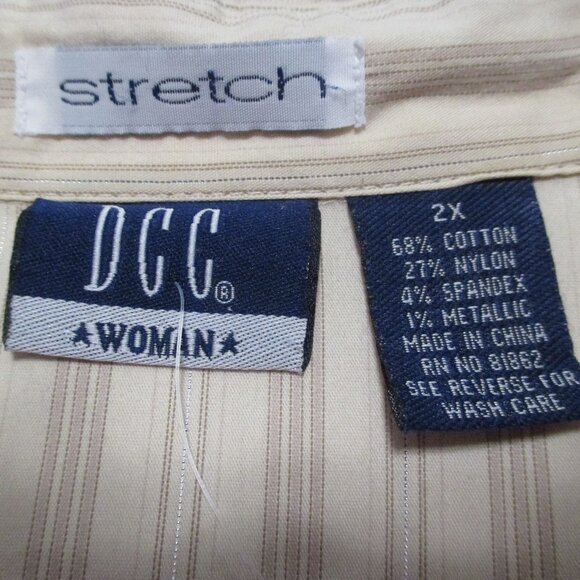 stretch
DCC®
★WOMAN★
2X
68% COTTON
27% NYLON
4% SPANDEX
1% METALLIC
MADE IN CHINA
RN NO 81862
SEE REVERSE FOR
WASH CARE